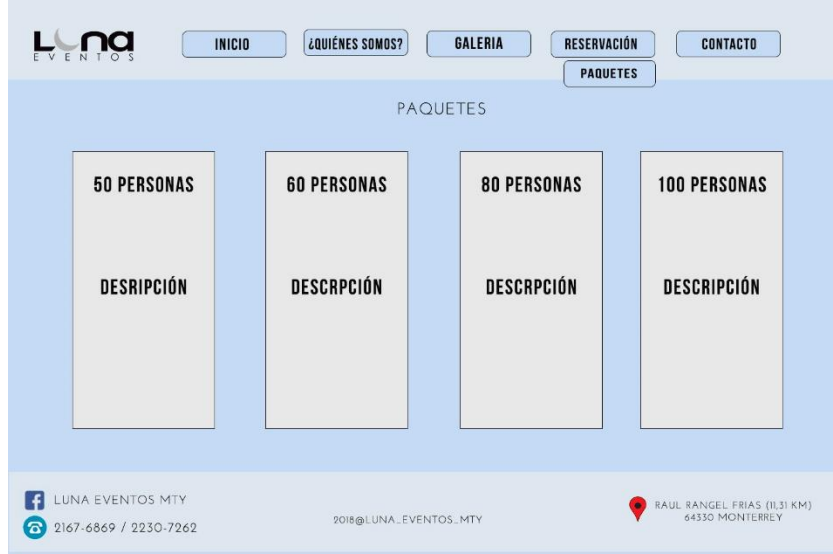 Luna
EVENTOS
INICIO
¿QUIÉNES SOMOS?
GALERIA
RESERVACIÓN
CONTACTO
PAQUETES
PAQUETES
50 PERSONAS
60 PERSONAS
80 PERSONAS
100 PERSONAS
DESRIPCIÓN
DESCRPCIÓN
DESCRPCIÓN
DESCRIPCIÓN
LUNA EVENTOS MTY
2167-6869 / 2230-7262
2018@LUNA_EVENTOS_MTY
RAUL RANGEL FRIAS (11,31 KM)
64330 MONTERREY